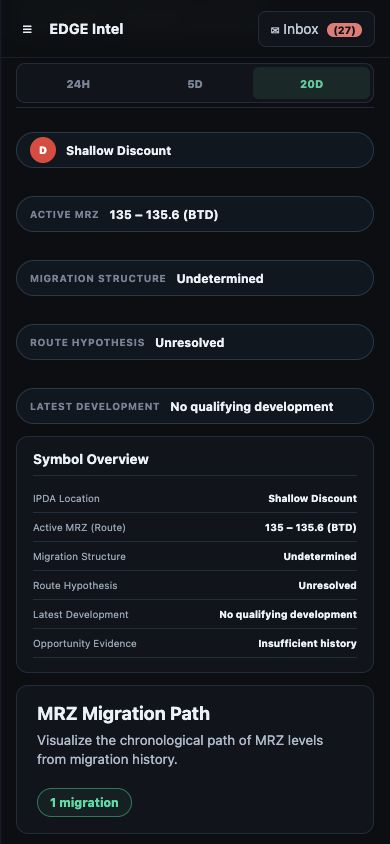 EDGE Intel
Inbox (27)
24H 5D 20D
D Shallow Discount
ACTIVE MRZ 135 – 135.6 (BTD)
MIGRATION STRUCTURE Undetermined
ROUTE HYPOTHESIS Unresolved
LATEST DEVELOPMENT No qualifying development
Symbol Overview
IPDA Location Shallow Discount
Active MRZ (Route) 135 – 135.6 (BTD)
Migration Structure Undetermined
Route Hypothesis Unresolved
Latest Development No qualifying development
Opportunity Evidence Insufficient history
MRZ Migration Path
Visualize the chronological path of MRZ levels
from migration history.
1 migration